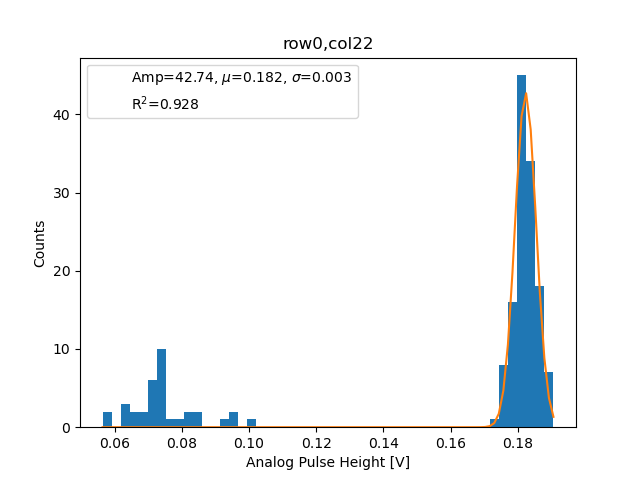 row0,col22
Amp=42.74, μ=0.182, σ=0.003
R²=0.928
Counts
40
30
20
10
0
0.06 0.08 0.10 0.12 0.14 0.16 0.18
Analog Pulse Height [V]